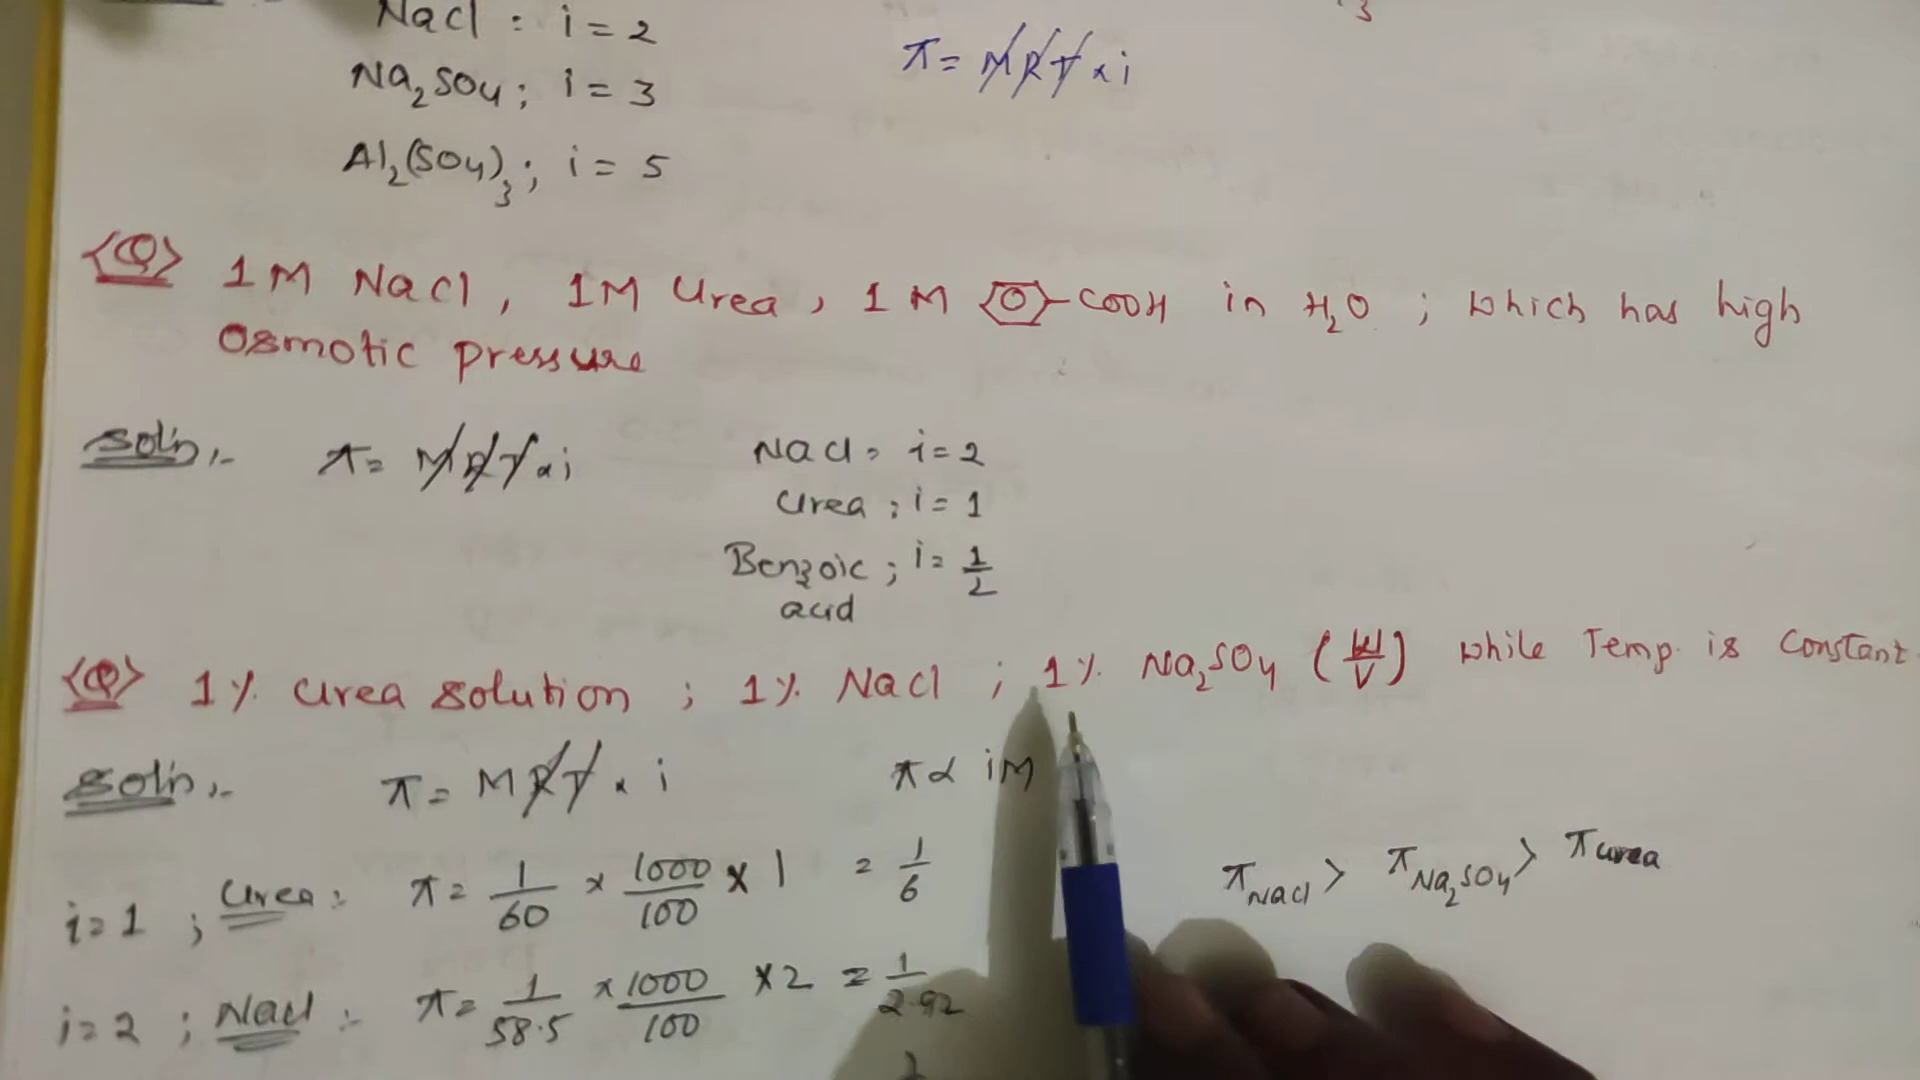 NaCl : i = 2
π = MRT × i
3
Na2SO4 ; i = 3
Al2(SO4)3 ; i = 5
<Q> 1M NaCl, 1M Urea, 1M -COOH in H2O ; which has high
Osmotic pressure
Soln:- π = MRT × i
NaCl, i = 2
Urea ; i = 1
Benzoic ; i = 1/2
acid
<Q> 1% Urea solution ; 1% NaCl ; 1% Na2SO4 (W/V) while Temp. is Constant
Soln:- π = MRT × i π ∝ iM
i = 1 ; Urea :- π = 1/60 × 1000/100 × 1 = 1/6
πNaCl > πNa2SO4 > πurea
i = 2 ; NaCl :- π = 1/58.5 × 1000/100 × 2 = 1/2.92